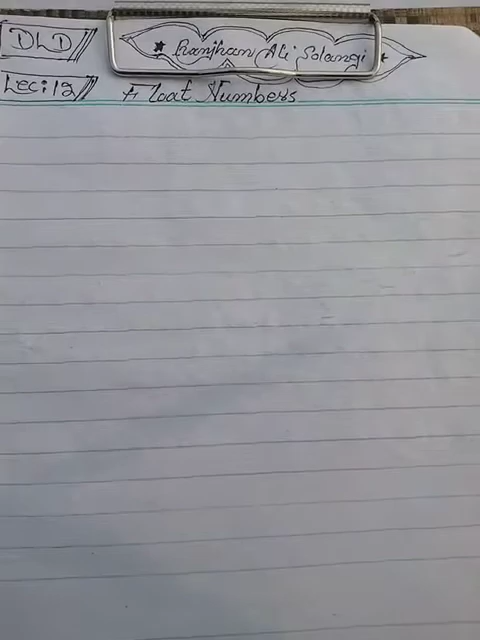 DLD
★ Ranjhan Ali Solangi ★
Lec:12
Float Numbers